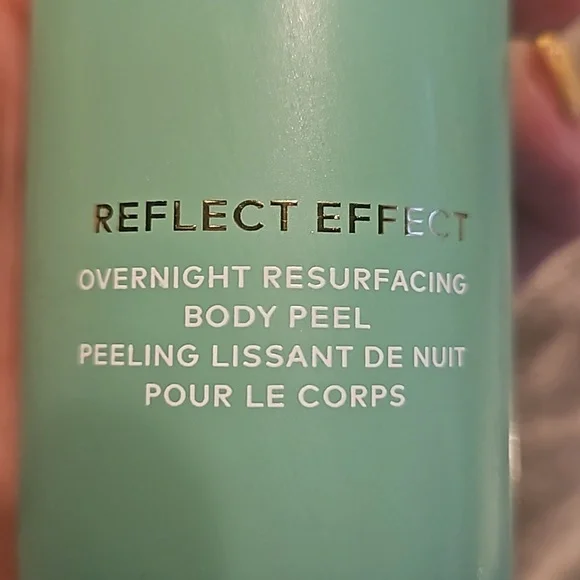 REFLECT EFFECT
OVERNIGHT RESURFACING
BODY PEEL
PEELING LISSANT DE NUIT
POUR LE CORPS